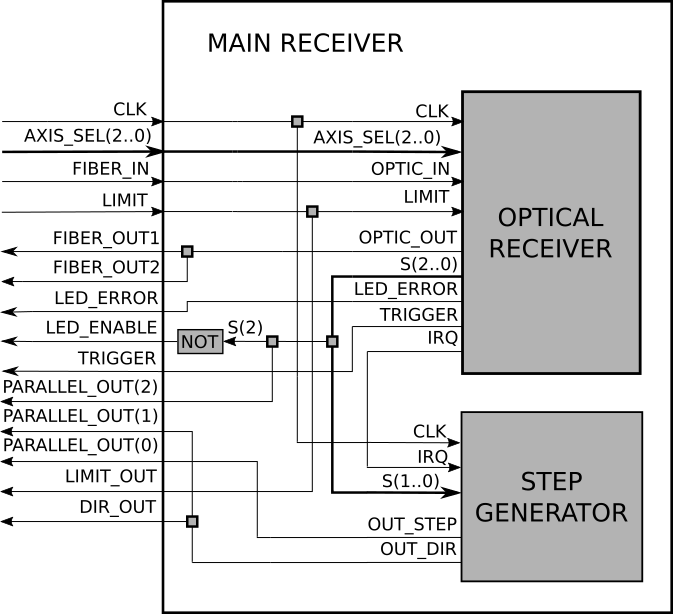 MAIN RECEIVER
CLK
CLK
AXIS_SEL(2..0)
AXIS_SEL(2..0)
FIBER_IN
OPTIC_IN
LIMIT
LIMIT
OPTICAL
RECEIVER
FIBER_OUT1
OPTIC_OUT
FIBER_OUT2
S(2..0)
LED_ERROR
LED_ERROR
TRIGGER
LED_ENABLE
NOT
S(2)
IRQ
TRIGGER
PARALLEL_OUT(2)
PARALLEL_OUT(1)
CLK
PARALLEL_OUT(0)
IRQ
LIMIT_OUT
S(1..0)
STEP
GENERATOR
DIR_OUT
OUT_STEP
OUT_DIR